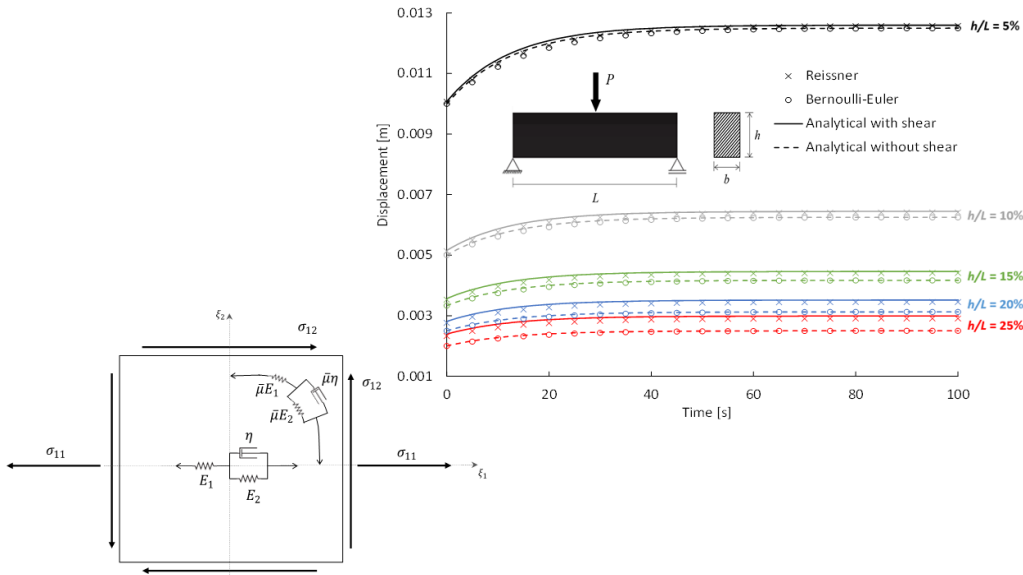 0.013
0.011
0.009
0.007
0.005
0.003
0.001
Displacement [m]
0
20
40
60
80
100
Time [s]
h/L = 5%
h/L = 10%
h/L = 15%
h/L = 20%
h/L = 25%
Reissner
Bernoulli-Euler
Analytical with shear
Analytical without shear
P
h
b
L
ξ₂
σ₁₂
σ₁₂
μ̄η
μ̄E₁
μ̄E₂
η
E₁
E₂
σ₁₁
σ₁₁
ξ₁